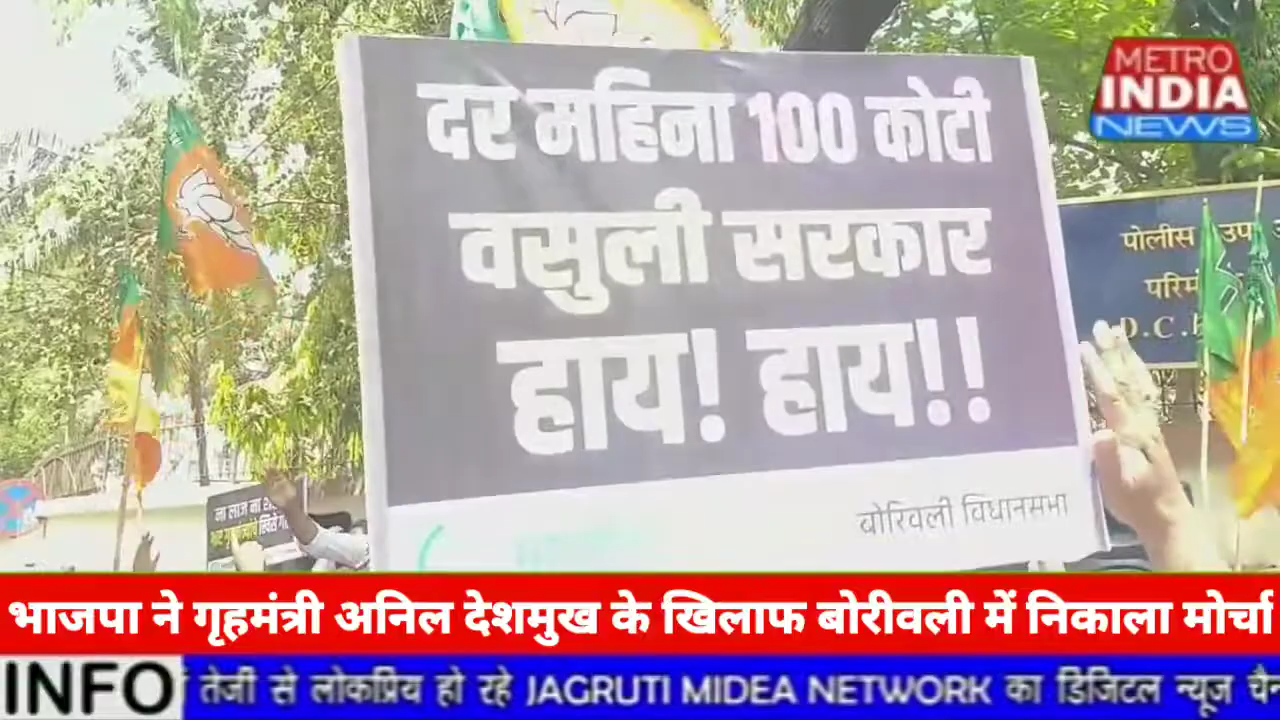 दर महिना 100 कोटी
वसुली सरकार
हाय! हाय!!
बोरिवली विधानसभा
METRO
INDIA
NEWS
पोलीस उप
परिमं
D.C.
ना लाज ना
भाजपा ने गृहमंत्री अनिल देशमुख के खिलाफ बोरीवली में निकाला मोर्चा
INFO तेजी से लोकप्रिय हो रहे JAGRUTI MIDEA NETWORK का डिजिटल न्यूज चै